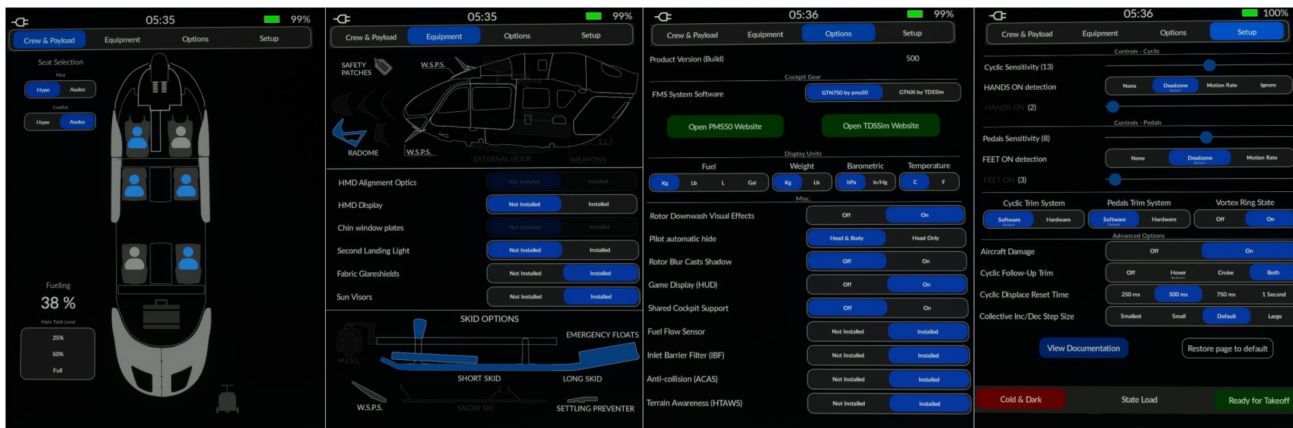 05:35
99%
Crew & Payload Equipment Options Setup
Seat Selection
Pilot
Hype Asobo
Copilot
Hype Asobo
Fueling
38 %
Main Tank Level
25%
50%
Full
05:35
99%
Crew & Payload Equipment Options Setup
SAFETY PATCHES
W.S.P.S.
RADOME
W.S.P.S.
EXTERNAL HOOK
WEAPONS
HMD Alignment Optics Not Installed Installed
HMD Display Not Installed Installed
Chin window plates Not Installed Installed
Second Landing Light Not Installed Installed
Fabric Glareshields Not Installed Installed
Sun Visors Not Installed Installed
SKID OPTIONS
EMERGENCY FLOATS
H.I.S.L.
SHORT SKID LONG SKID
W.S.P.S.
SNOW SKI
SETTLING PREVENTER
05:36
99%
Crew & Payload Equipment Options Setup
Product Version (Build) 500
Cockpit Gear
FMS System Software GTN750 by pms50 GTNXi by TDSSim
Open PMS50 Website Open TDSSim Website
Display Units
Fuel Weight Barometric Temperature
Kg Lb L Gal Kg Lb hPa in/Hg C F
Misc
Rotor Downwash Visual Effects Off On
Pilot automatic hide Head & Body Head Only
Rotor Blur Casts Shadow Off On
Game Display (HUD) Off On
Shared Cockpit Support Off On
Fuel Flow Sensor Not Installed Installed
Inlet Barrier Filter (IBF) Not Installed Installed
Anti-collision (ACAS) Not Installed Installed
Terrain Awareness (HTAWS) Not Installed Installed
05:36
100%
Crew & Payload Equipment Options Setup
Controls - Cyclic
Cyclic Sensitivity (13)
HANDS ON detection None Deadzone Default Motion Rate Ignore
HANDS ON (2)
Controls - Pedals
Pedals Sensitivity (8)
FEET ON detection None Deadzone Default Motion Rate
FEET ON (3)
Cyclic Trim System Pedals Trim System Vortex Ring State
Software Default Hardware Software Default Hardware Off On
Advanced Options
Aircraft Damage Off On
Cyclic Follow-Up Trim Off Hover Cruise Both
Cyclic Displace Reset Time 250 ms 500 ms 750 ms 1 Second
Collective Inc/Dec Step Size Smallest Small Default Large
View Documentation Restore page to default
Cold & Dark State Load Ready for Takeoff